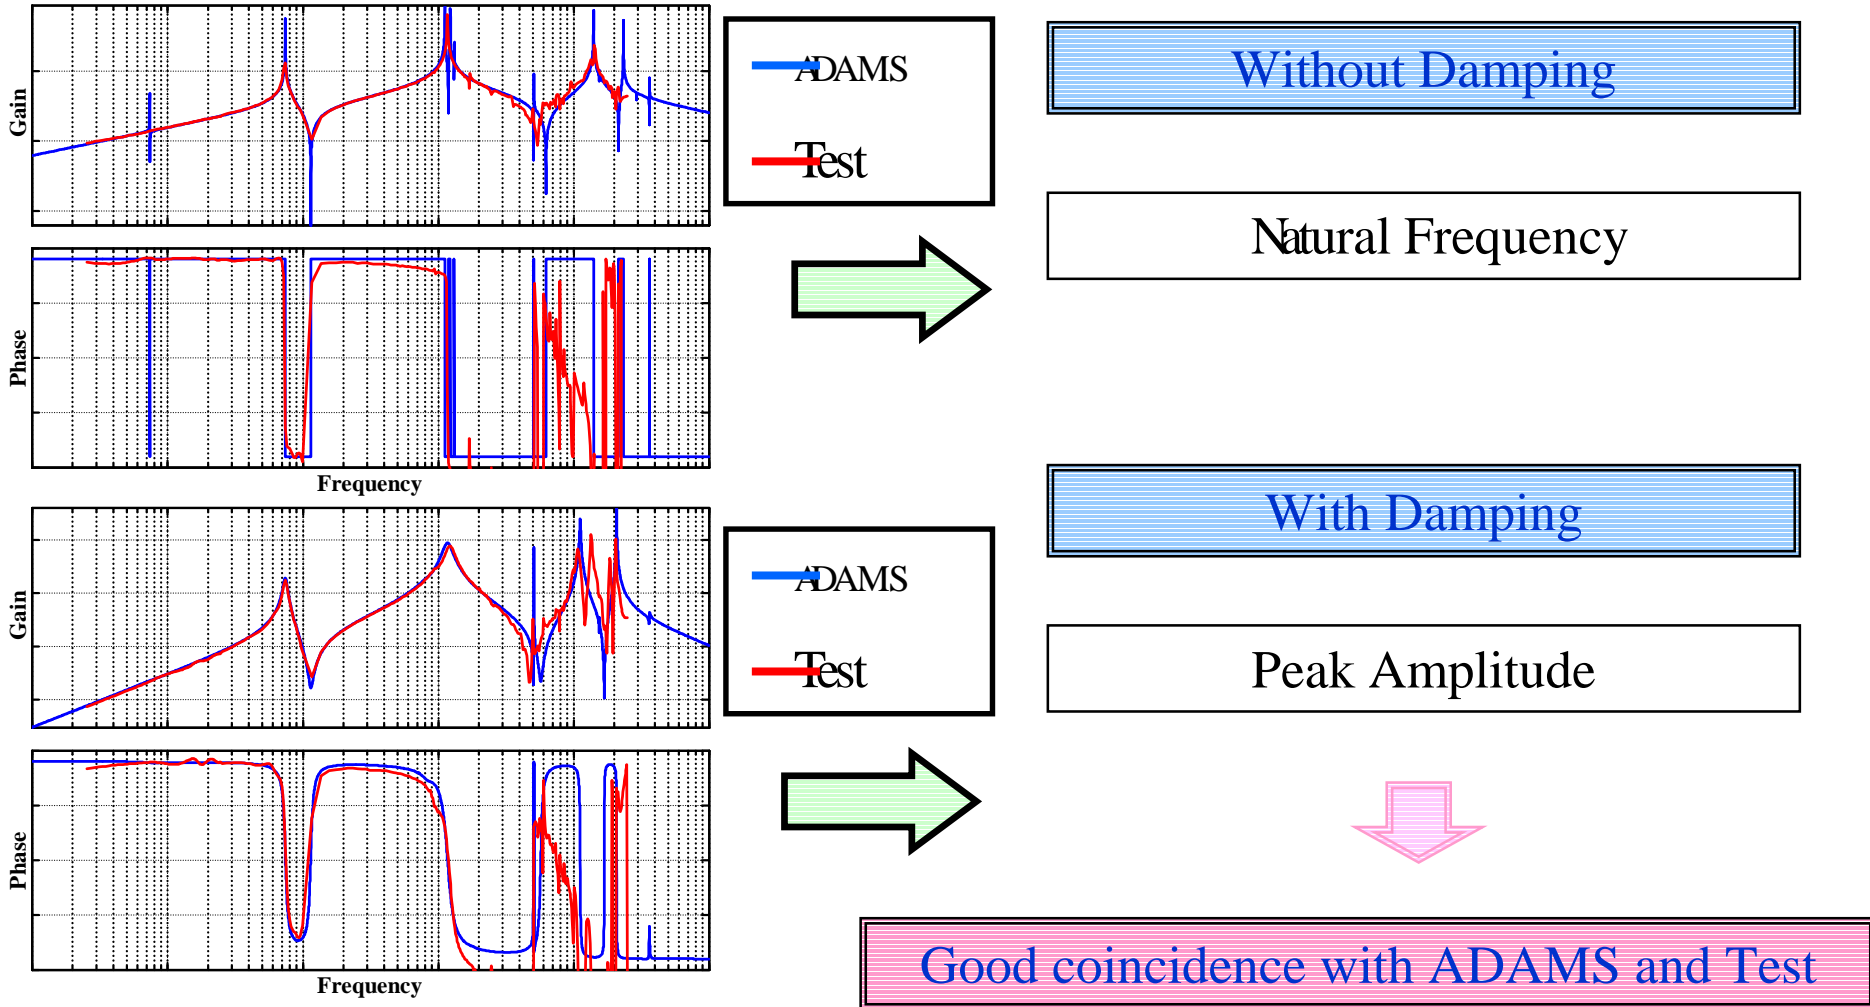 Gain
Phase
Frequency
ADAMS
Test
Without Damping
Natural Frequency
Gain
Phase
Frequency
ADAMS
Test
With Damping
Peak Amplitude
Good coincidence with ADAMS and Test